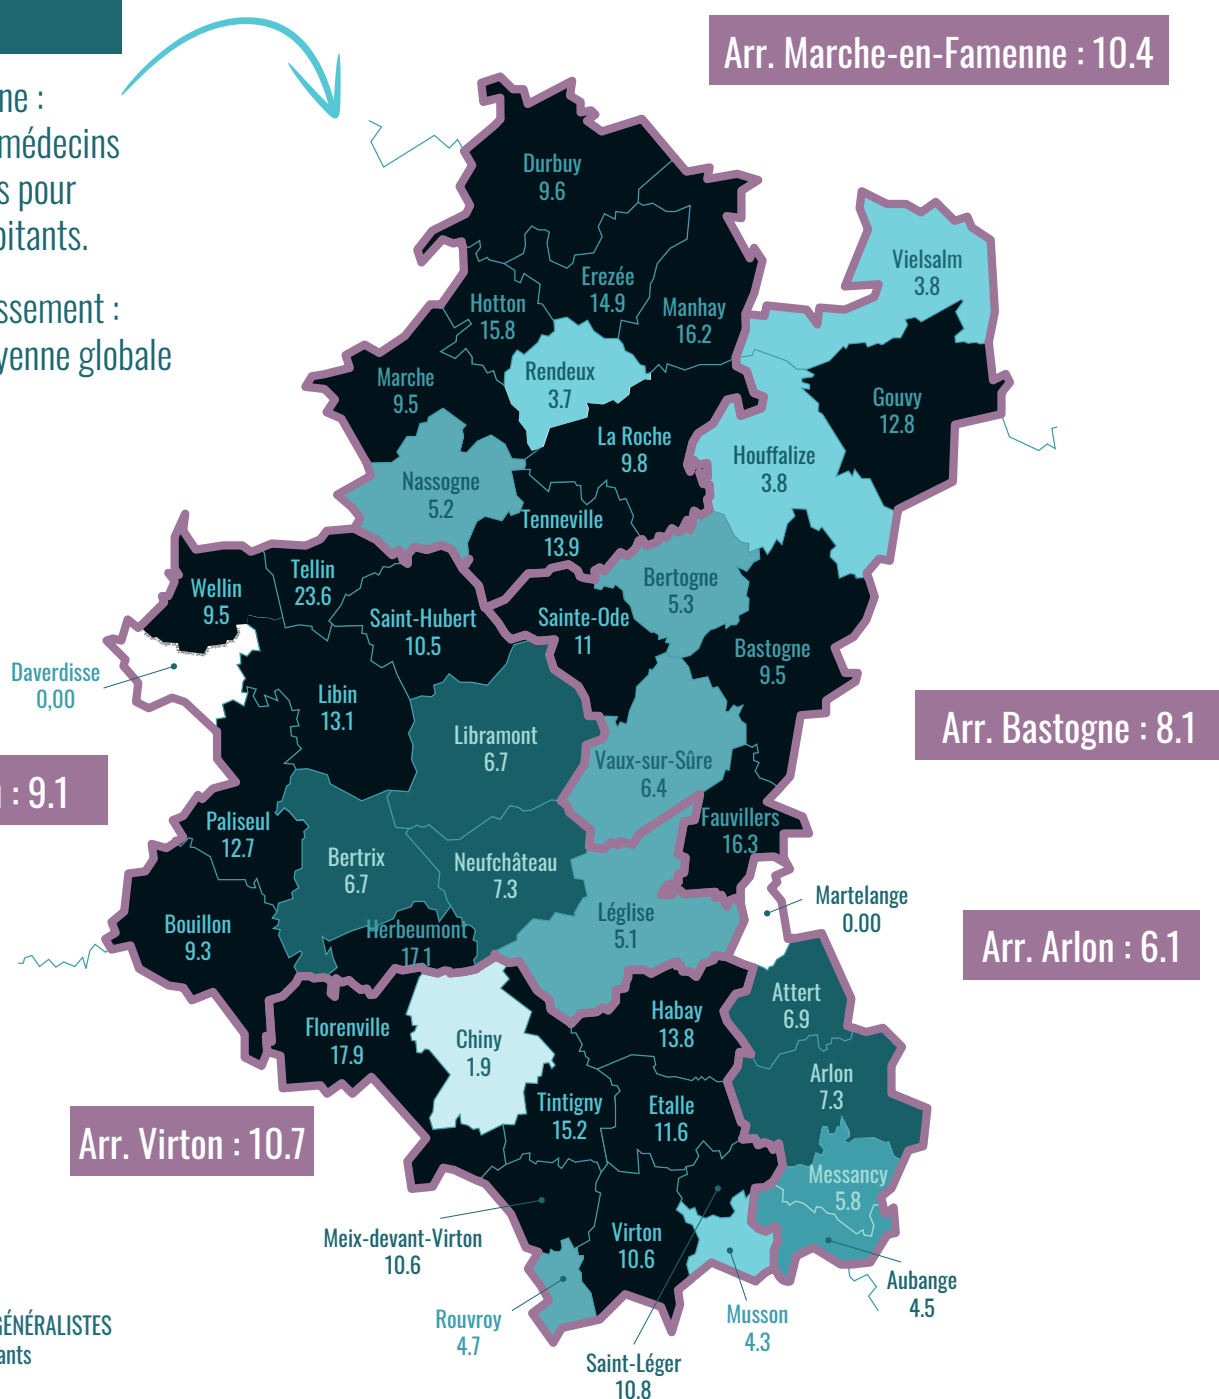 Arr. Marche-en-Famenne : 10.4
ne :
médecins
s pour
bitants.
ssement :
yenne globale
Durbuy
9.6
Vielsalm
3.8
Erezée
14.9
Hotton
15.8
Manhay
16.2
Rendeux
3.7
Marche
9.5
Gouvy
12.8
La Roche
9.8
Houffalize
3.8
Nassogne
5.2
Tenneville
13.9
Tellin
23.6
Wellin
9.5
Bertogne
5.3
Saint-Hubert
10.5
Sainte-Ode
11
Bastogne
9.5
Daverdisse
0,00
Libin
13.1
Arr. Bastogne : 8.1
Libramont
6.7
Vaux-sur-Sûre
6.4
: 9.1
Paliseul
12.7
Fauvillers
16.3
Bertrix
6.7
Neufchâteau
7.3
Martelange
0.00
Bouillon
9.3
Herbeumont
17.1
Léglise
5.1
Arr. Arlon : 6.1
Attert
6.9
Florenville
17.9
Chiny
1.9
Habay
13.8
Arlon
7.3
Tintigny
15.2
Etalle
11.6
Arr. Virton : 10.7
Messancy
5.8
Meix-devant-Virton
10.6
Virton
10.6
Aubange
4.5
Rouvroy
4.7
Musson
4.3
Saint-Léger
10.8
GÉNÉRALISTES
ants